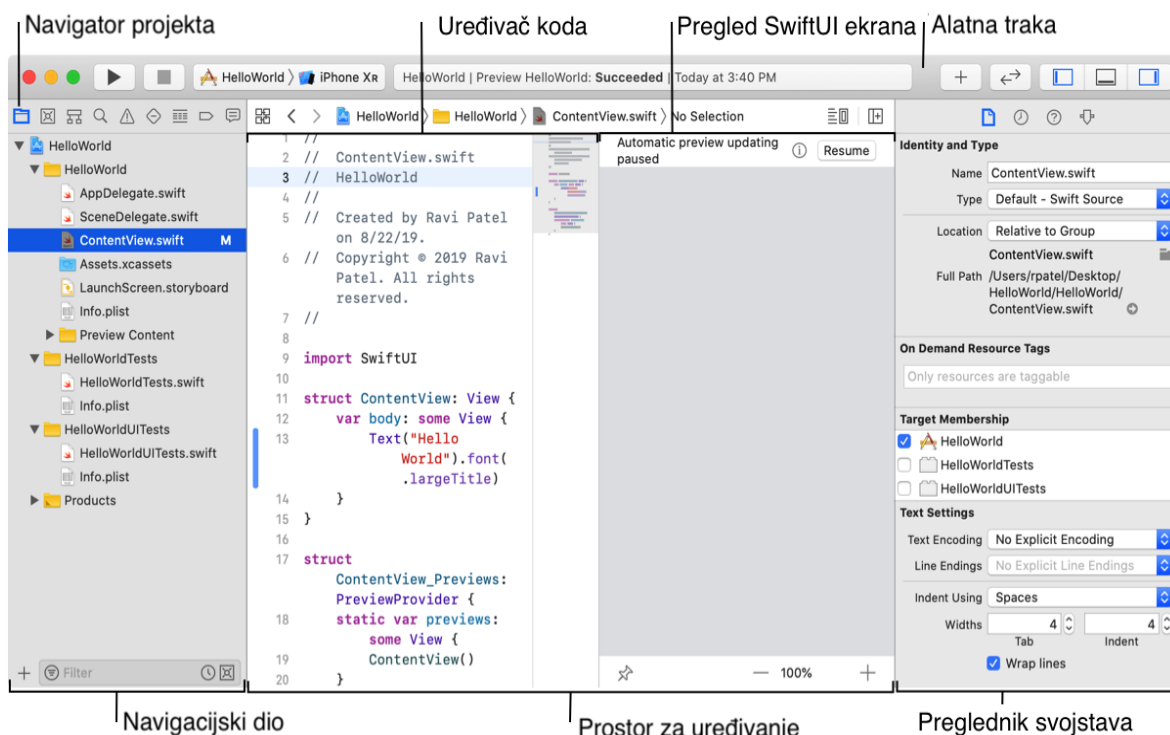 Navigator projekta
Uređivač koda
Pregled SwiftUI ekrana
Alatna traka
HelloWorld
iPhone XR
HelloWorld | Preview HelloWorld: Succeeded | Today at 3:40 PM
HelloWorld
HelloWorld
ContentView.swift
No Selection
HelloWorld
HelloWorld
AppDelegate.swift
SceneDelegate.swift
ContentView.swift M
Assets.xcassets
LaunchScreen.storyboard
Info.plist
Preview Content
HelloWorldTests
HelloWorldTests.swift
Info.plist
HelloWorldUITests
HelloWorldUITests.swift
Info.plist
Products
Filter
1 //
2 // ContentView.swift
3 // HelloWorld
4 //
5 // Created by Ravi Patel
on 8/22/19.
6 // Copyright © 2019 Ravi
Patel. All rights
reserved.
7 //
8
9 import SwiftUI
10
11 struct ContentView: View {
12 var body: some View {
13 Text("Hello
World").font(
.largeTitle)
14 }
15 }
16
17 struct
ContentView_Previews:
PreviewProvider {
18 static var previews:
some View {
19 ContentView()
20 }
Automatic preview updating
paused
Resume
100%
Identity and Type
Name ContentView.swift
Type Default - Swift Source
Location Relative to Group
ContentView.swift
Full Path /Users/rpatel/Desktop/
HelloWorld/HelloWorld/
ContentView.swift
On Demand Resource Tags
Only resources are taggable
Target Membership
HelloWorld
HelloWorldTests
HelloWorldUITests
Text Settings
Text Encoding No Explicit Encoding
Line Endings No Explicit Line Endings
Indent Using Spaces
Widths 4 4
Tab Indent
Wrap lines
Navigacijski dio
Prostor za uređivanje
Preglednik svojstava